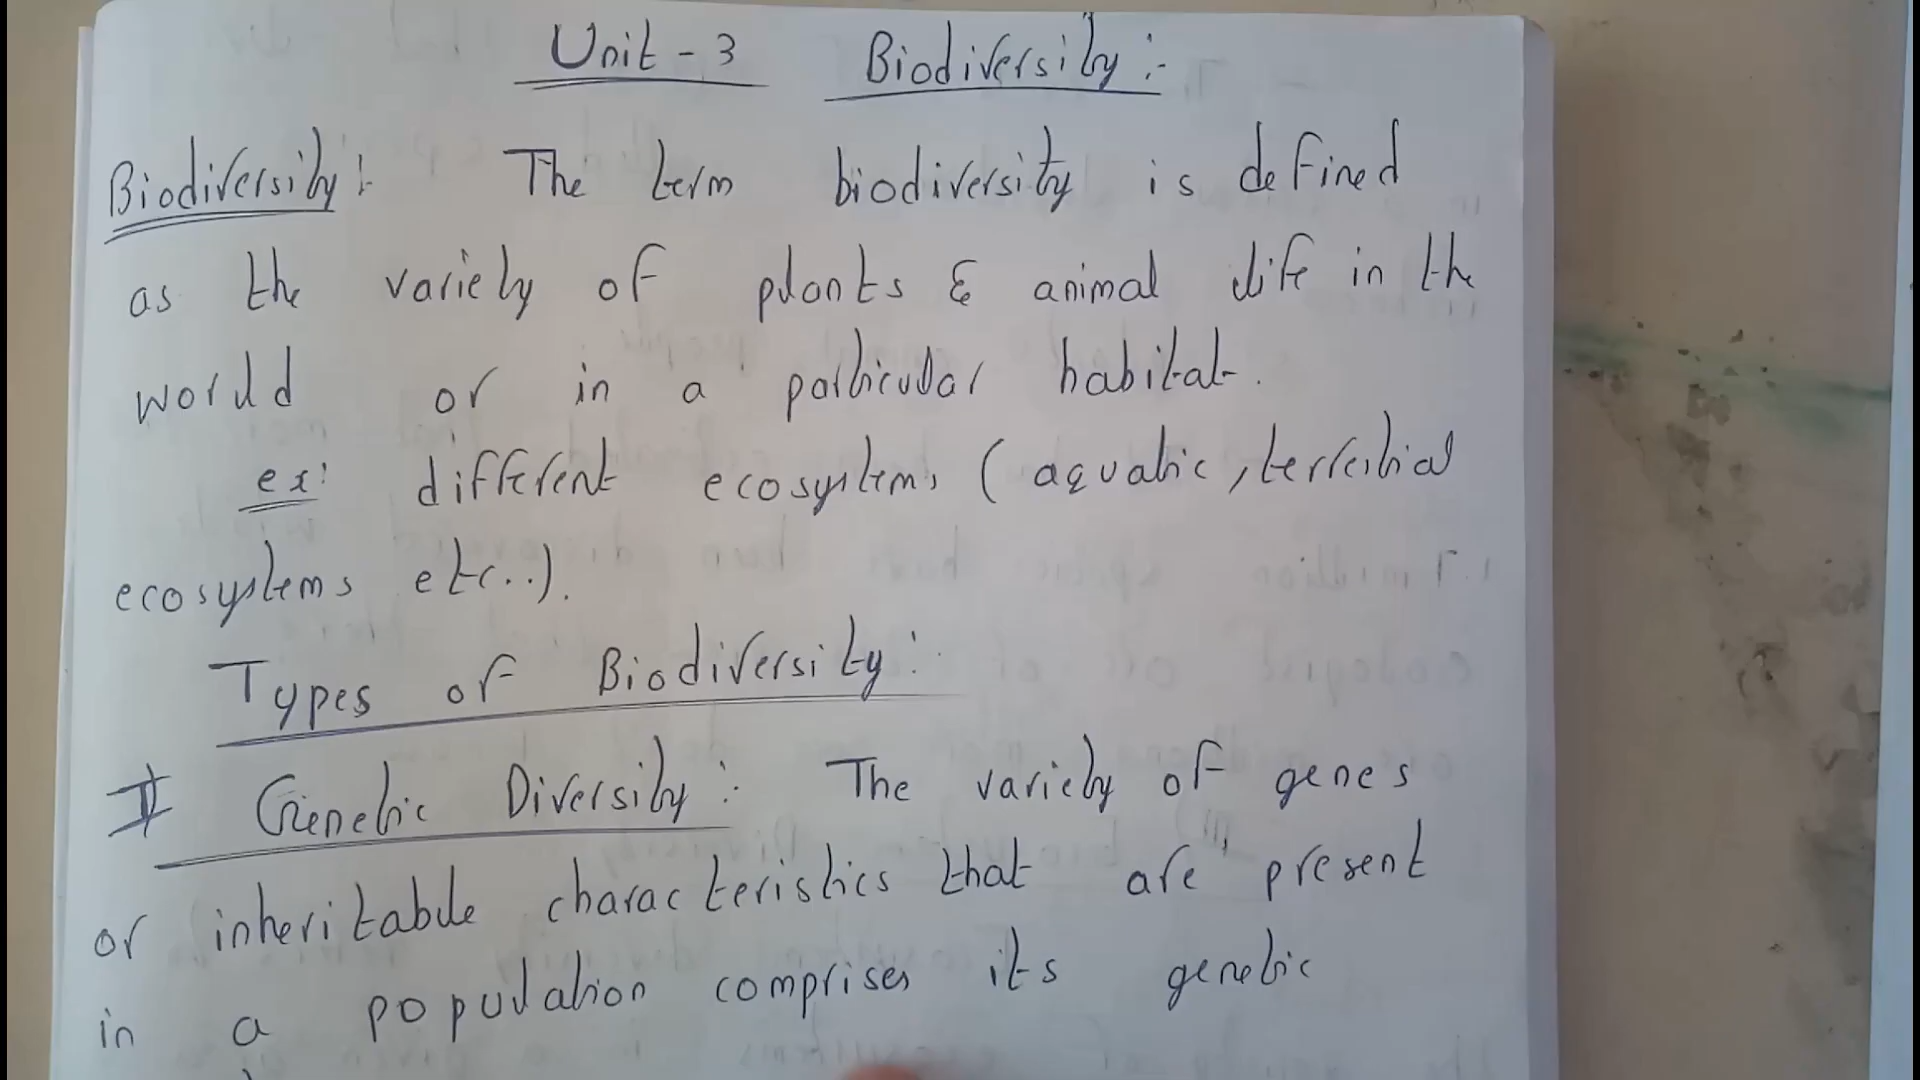 Unit - 3 Biodiversity :-
Biodiversity : The term biodiversity is defined
as the variety of plants & animal life in the
world or in a particular habitat.
ex: different ecosystems (aquatic, terrestrial
ecosystems etc..).
Types of Biodiversity :
I Genetic Diversity : The variety of genes
or inheritable characteristics that are present
in a population comprises its genetic